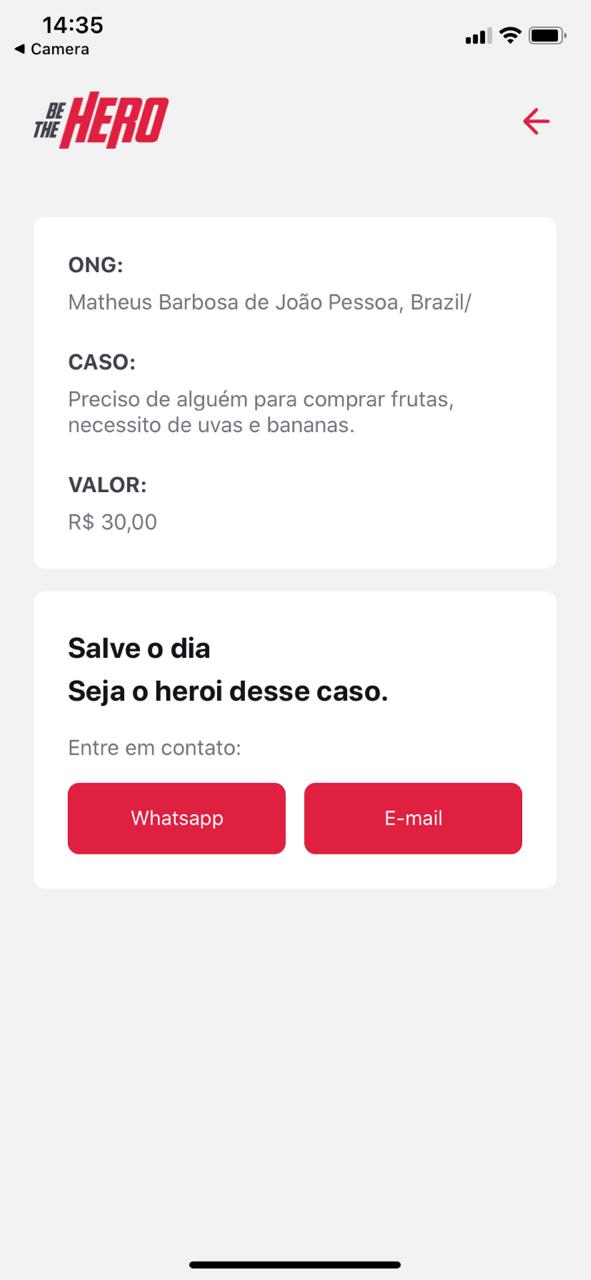 14:35
◀ Camera
BE
THE HERO
ONG:
Matheus Barbosa de João Pessoa, Brazil/
CASO:
Preciso de alguém para comprar frutas,
necessito de uvas e bananas.
VALOR:
R$ 30,00
Salve o dia
Seja o heroi desse caso.
Entre em contato:
Whatsapp
E-mail